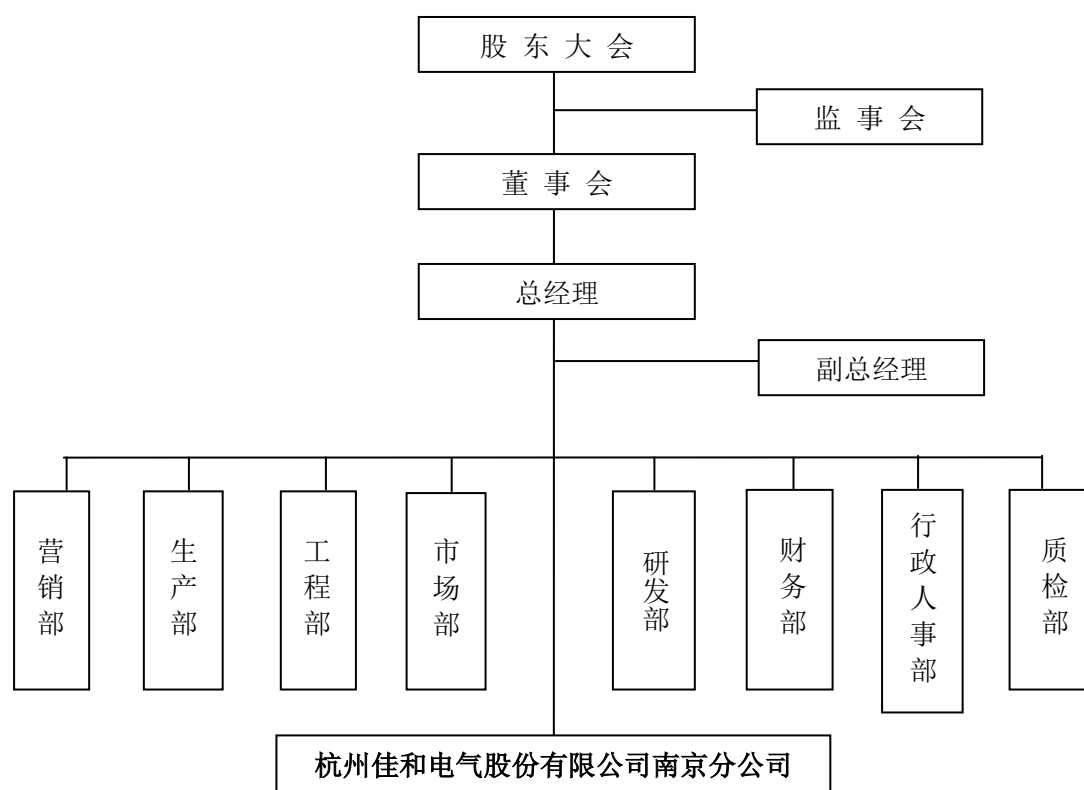 股 东 大 会
监 事 会
董 事 会
总经理
副总经理
营销部
生产部
工程部
市场部
研发部
财务部
行政人事部
质检部
杭州佳和电气股份有限公司南京分公司